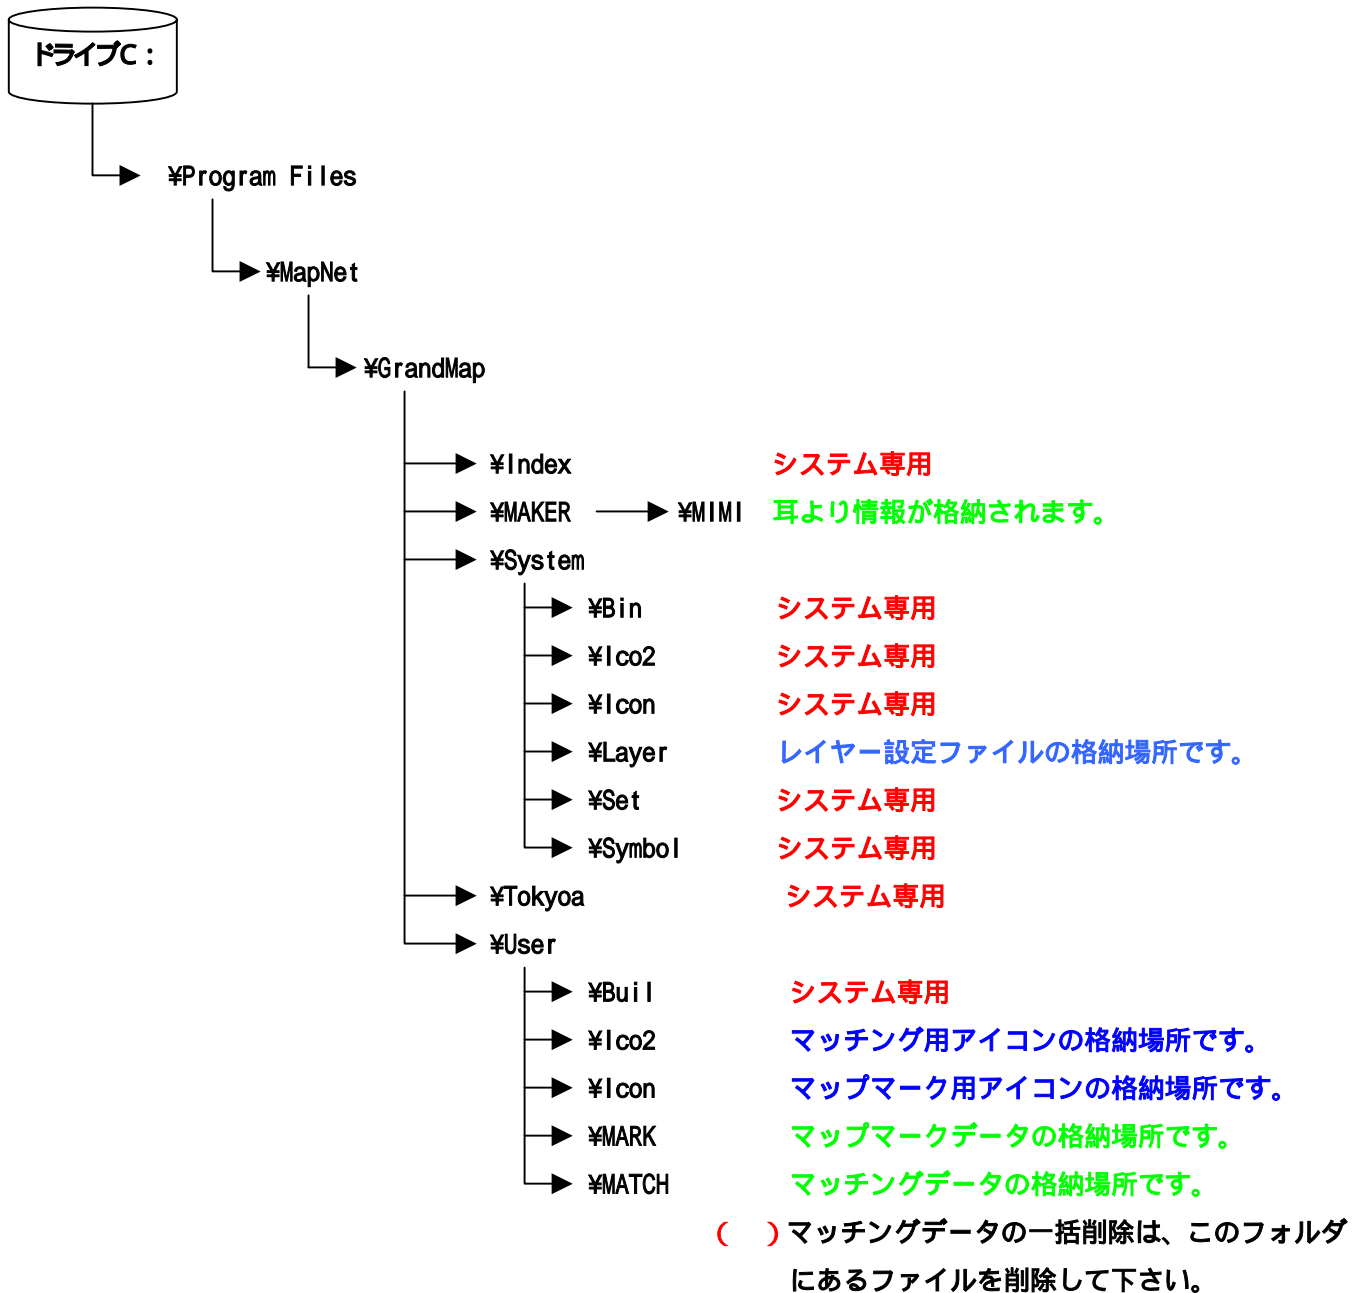 ドライブC：
¥Program Files
¥MapNet
¥GrandMap
¥Index システム専用
¥MAKER ¥MIMI 耳より情報が格納されます。
¥System
¥Bin システム専用
¥Ico2 システム専用
¥Icon システム専用
¥Layer レイヤー設定ファイルの格納場所です。
¥Set システム専用
¥Symbol システム専用
¥Tokyoa システム専用
¥User
¥Buil システム専用
¥Ico2 マッチング用アイコンの格納場所です。
¥Icon マップマーク用アイコンの格納場所です。
¥MARK マップマークデータの格納場所です。
¥MATCH マッチングデータの格納場所です。
（　）マッチングデータの一括削除は、このフォルダ
にあるファイルを削除して下さい。